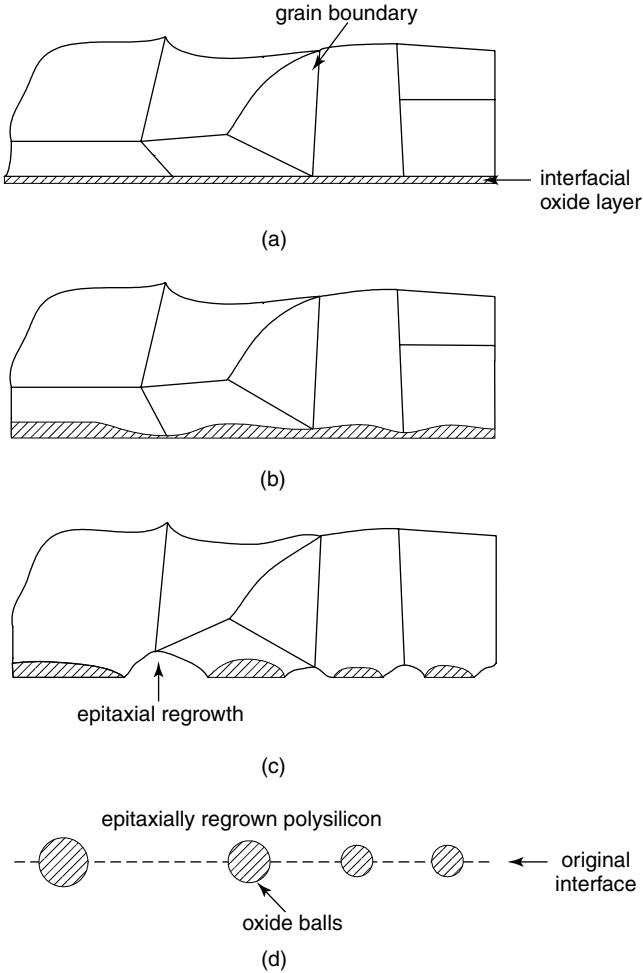 grain boundary
interfacial
oxide layer
(a)
(b)
epitaxial regrowth
(c)
epitaxially regrown polysilicon
original
interface
oxide balls
(d)